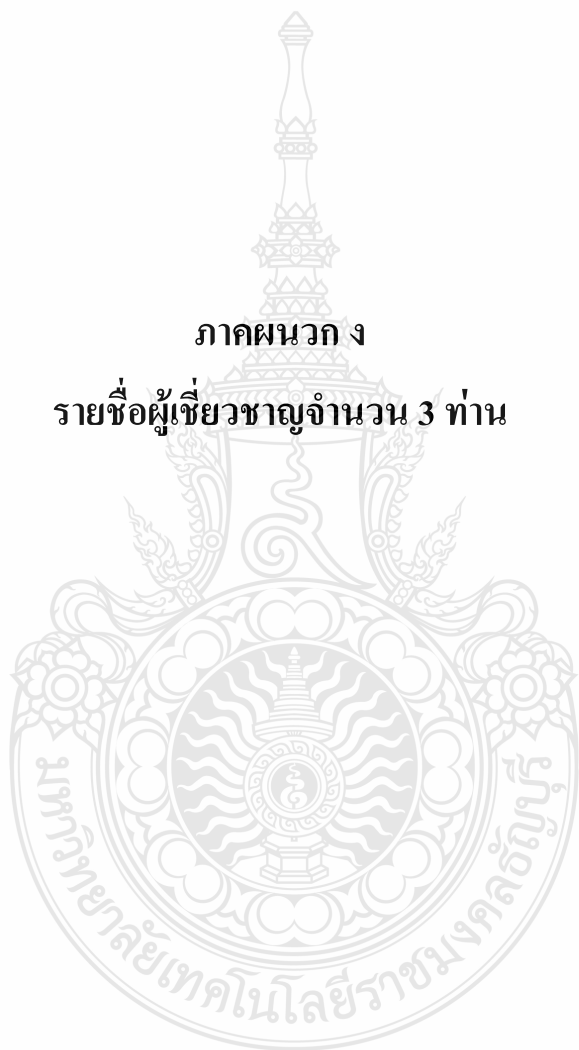 ภาคผนวก ง
รายชื่อผู้เชี่ยวชาญจำนวน 3 ท่าน
มหาวิทยาลัยเทคโนโลยีราชมงคลธัญบุรี